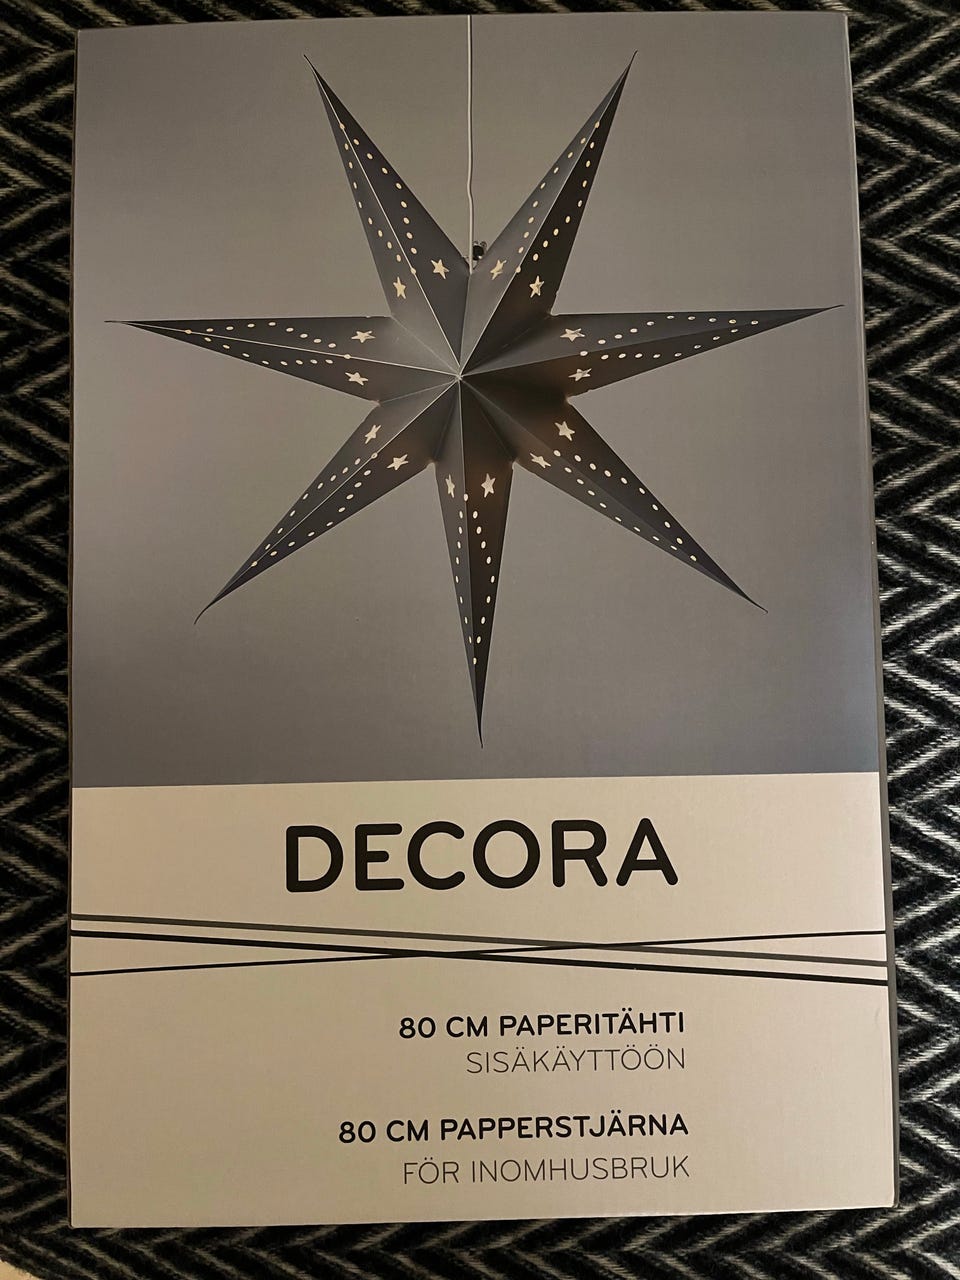 DECORA
80 CM PAPERITÄHTI
SISÄKÄYTTÖÖN
80 CM PAPPERSTJÄRNA
FÖR INOMHUSBRUK